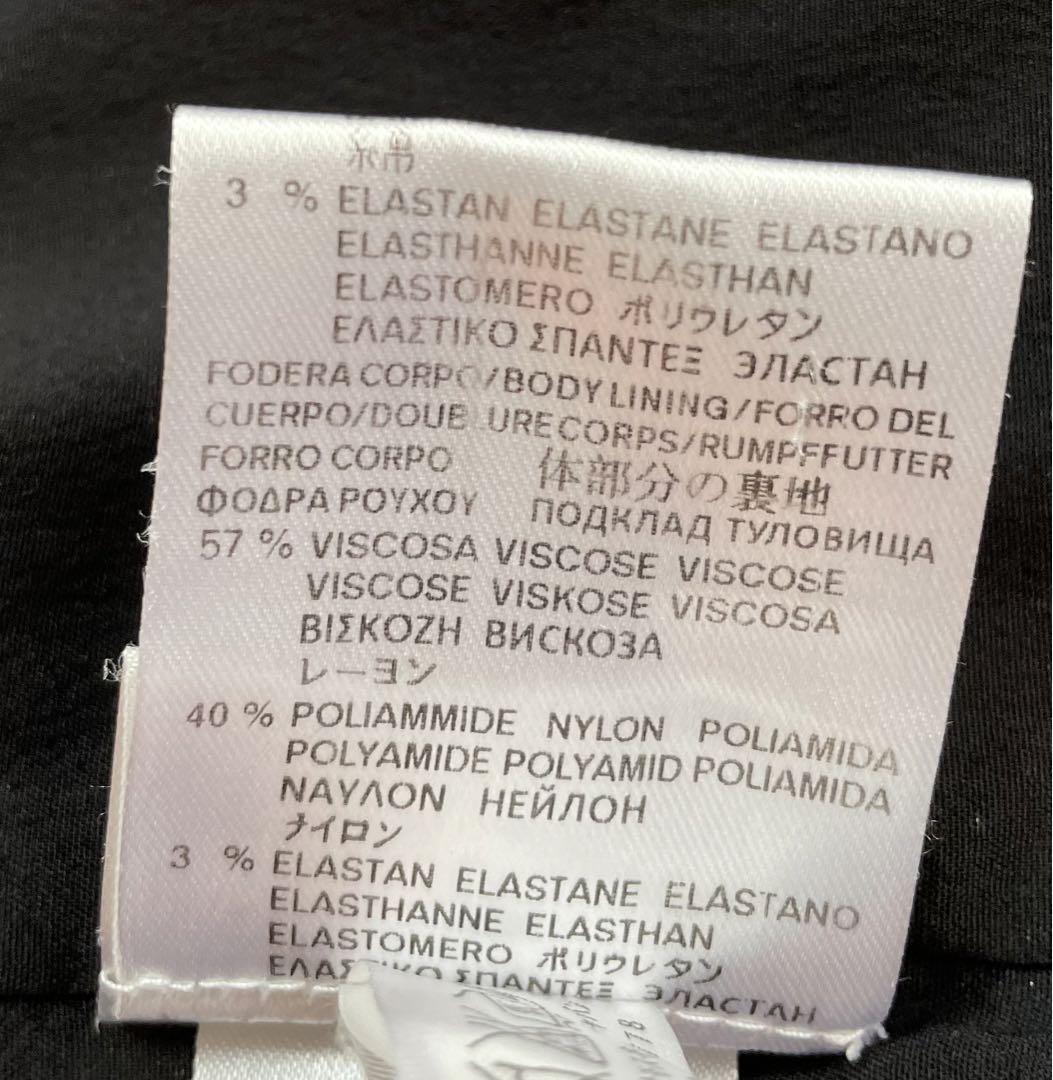 綿
3 % ELASTAN ELASTANE ELASTANO
ELASTHANNE ELASTHAN
ELASTOMERO ポリウレタン
ΕΛΑΣΤΙΚΟ ΣΠΑΝΤΕΞ ЭЛАСТАН
FODERA CORPO/BODY LINING/FORRO DEL
CUERPO/DOUBLURE CORPS/RUMPFFUTTER
FORRO CORPO 体部分の裏地
ΦΟΔΡΑ ΡΟΥΧΟΥ ПОДКЛАД ТУЛОВИЩА
57 % VISCOSA VISCOSE VISCOSE
VISCOSE VISKOSE VISCOSA
ΒΙΣΚΟΖΗ ВИСКОЗА
レーヨン
40 % POLIAMMIDE NYLON POLIAMIDA
POLYAMIDE POLYAMID POLIAMIDA
ΝΑΥΛΟΝ НЕЙЛОН
ナイロン
3 % ELASTAN ELASTANE ELASTANO
ELASTHANNE ELASTHAN
ELASTOMERO ポリウレタン
ΕΛΑΣΤΙΚΟ ΣΠΑΝΤΕΞ ЭЛАСТАН